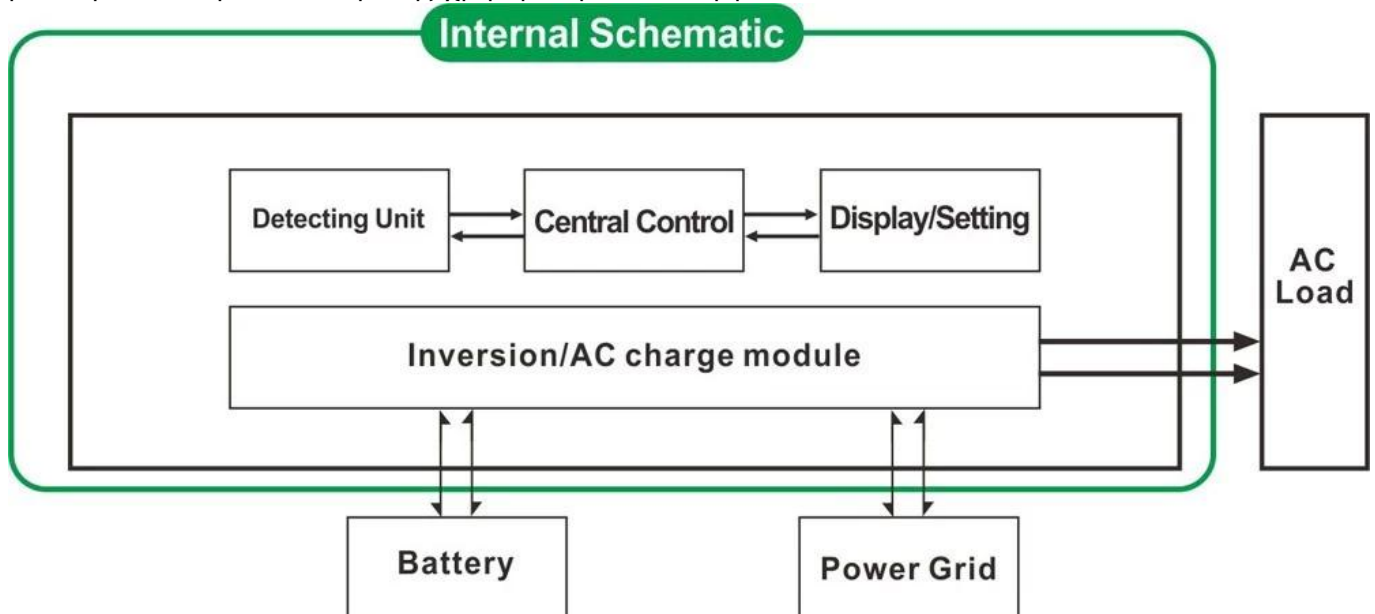 Internal Schematic
Detecting Unit
Central Control
Display/Setting
AC
Load
Inversion/AC charge module
Battery
Power Grid